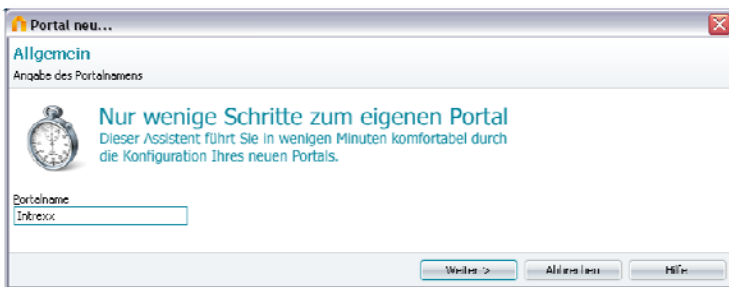 Portal neu...
Allgemein
Angabe des Portalnamens
Nur wenige Schritte zum eigenen Portal
Dieser Assistent führt Sie in wenigen Minuten komfortabel durch
die Konfiguration Ihres neuen Portals.
Portalname
Intrexx
Weiter > Abbrechen Hilfe